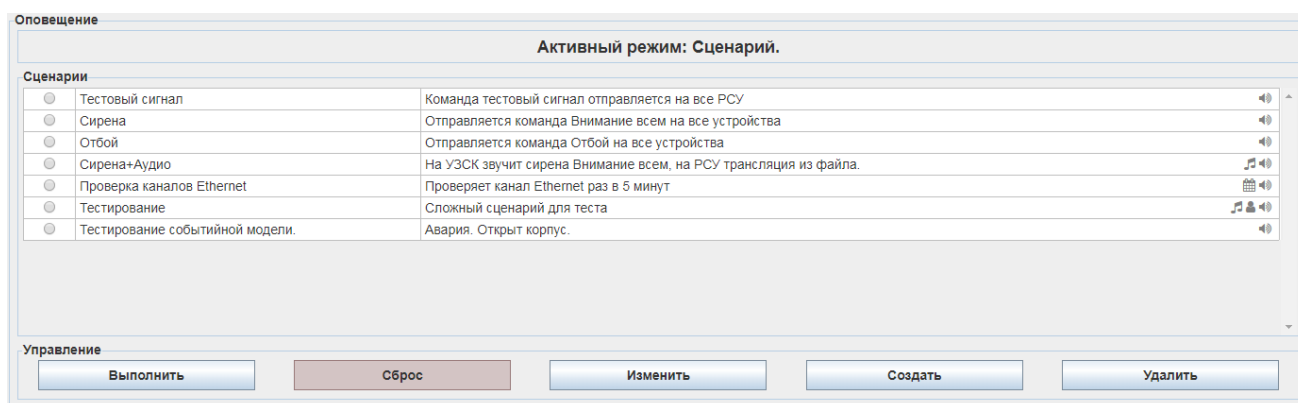 Оповещение
Активный режим: Сценарий.
Сценарии
Тестовый сигнал Команда тестовый сигнал отправляется на все РСУ
Сирена Отправляется команда Внимание всем на все устройства
Отбой Отправляется команда Отбой на все устройства
Сирена+Аудио На УЗСК звучит сирена Внимание всем, на РСУ трансляция из файла.
Проверка каналов Ethernet Проверяет канал Ethernet раз в 5 минут
Тестирование Сложный сценарий для теста
Тестирование событийной модели. Авария. Открыт корпус.
Управление
Выполнить Сброс Изменить Создать Удалить